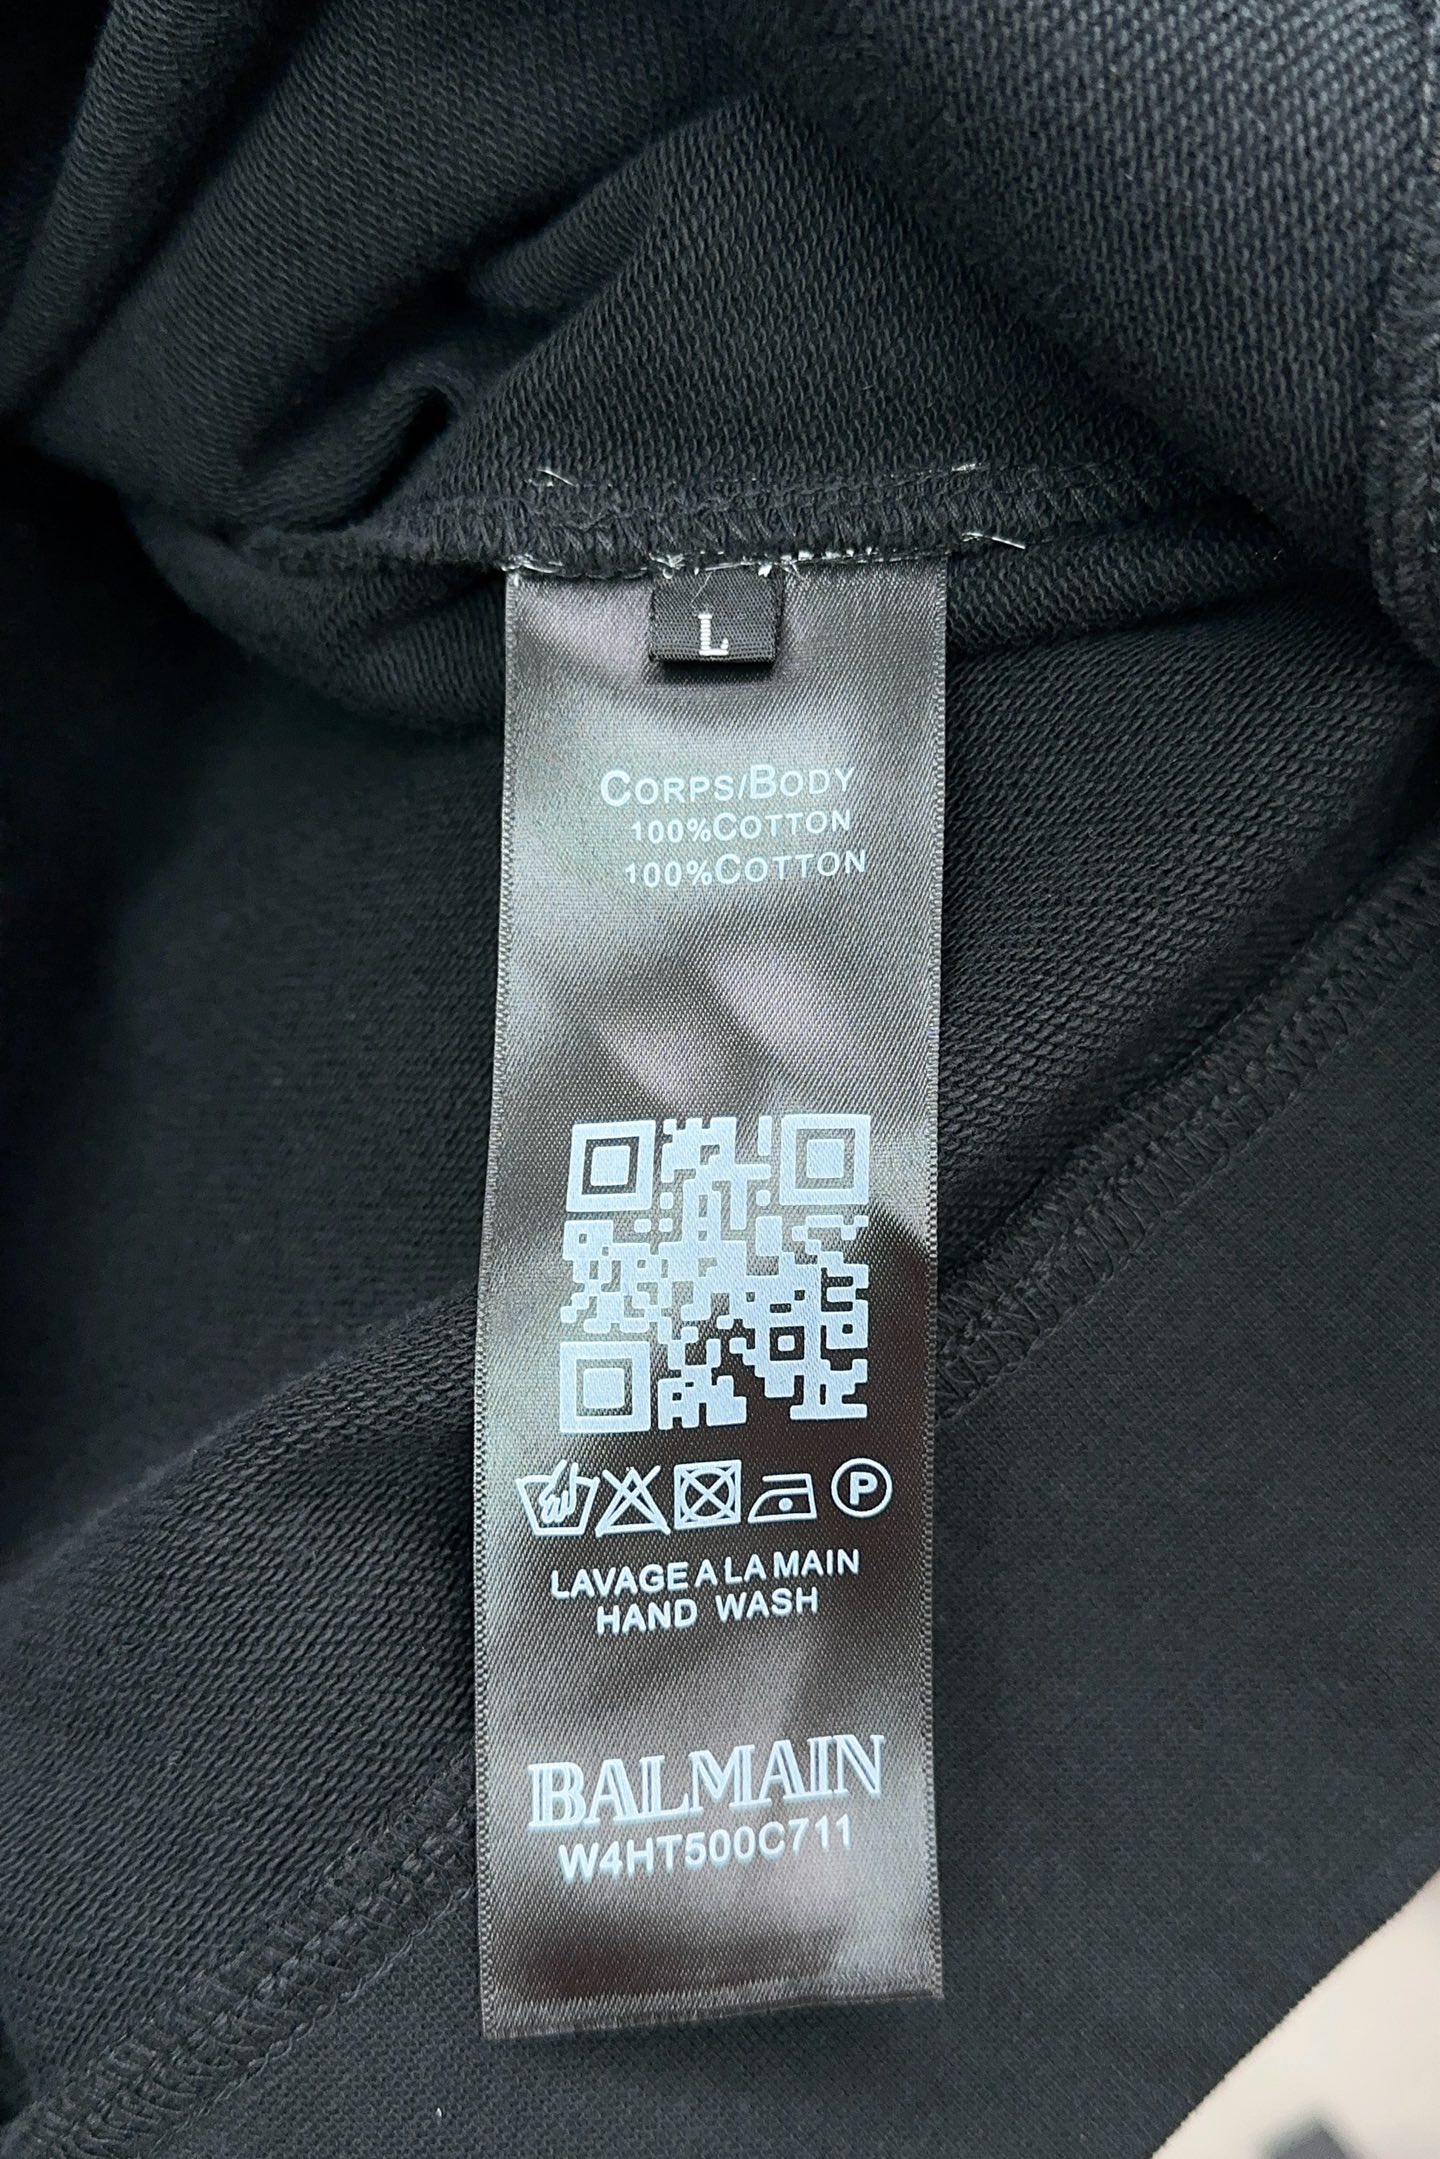 L
CORPS/BODY
100%COTTON
100%COTTON
P
LAVAGE A LA MAIN
HAND WASH
BALMAIN
W4HT500C711